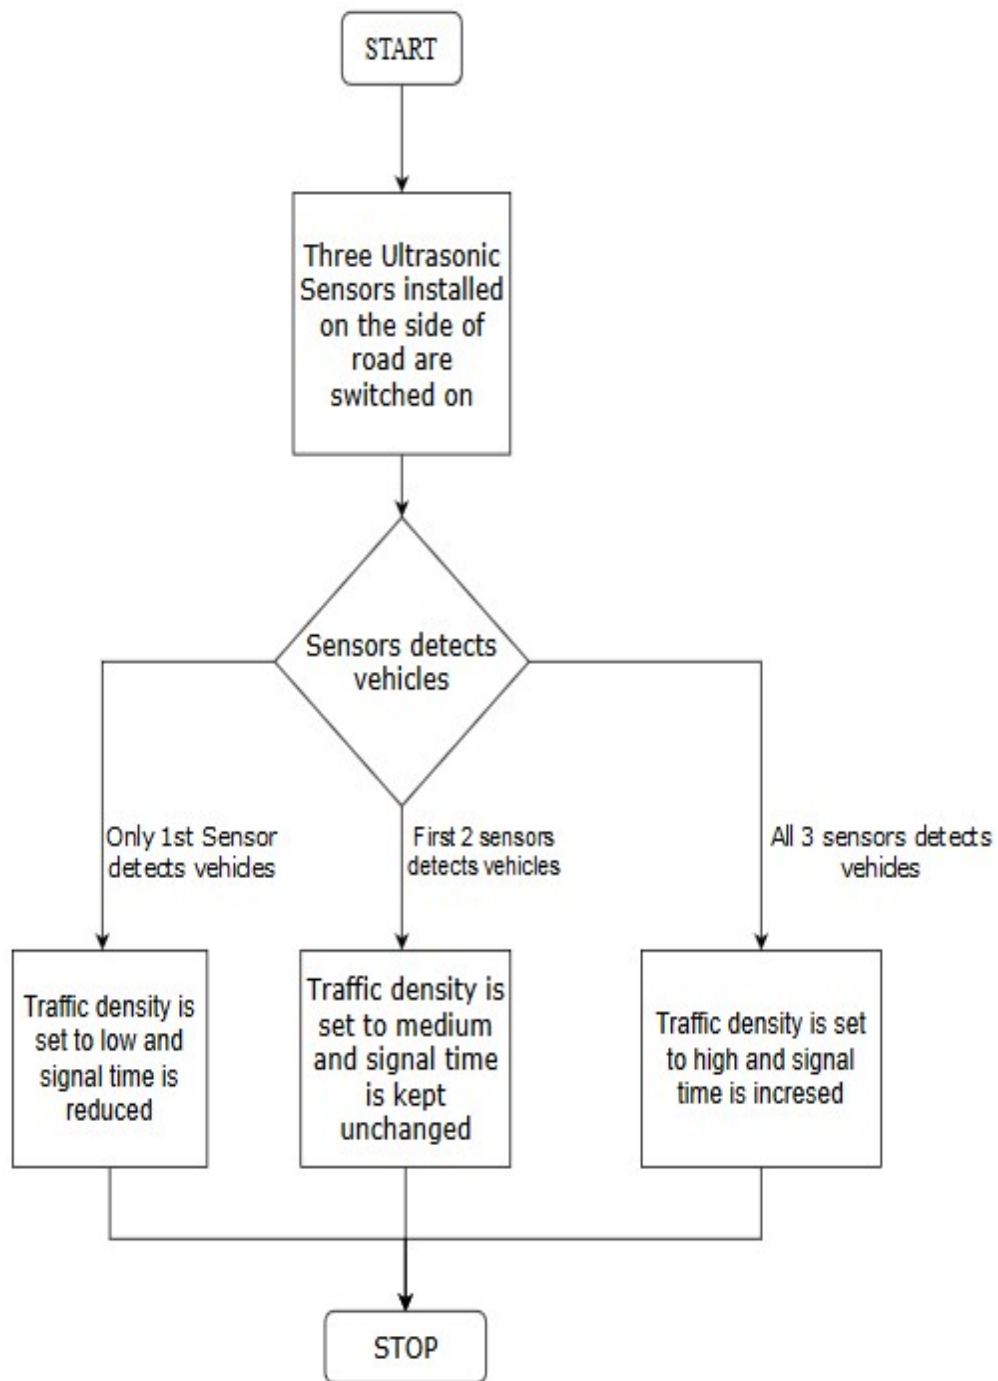 START
Three Ultrasonic
Sensors installed
on the side of
road are
switched on
Sensors detects
vehicles
Only 1st Sensor
detects vehicles
First 2 sensors
detects vehicles
All 3 sensors detects
vehicles
Traffic density is
set to low and
signal time is
reduced
Traffic density is
set to medium
and signal time
is kept
unchanged
Traffic density is set
to high and signal
time is incresed
STOP